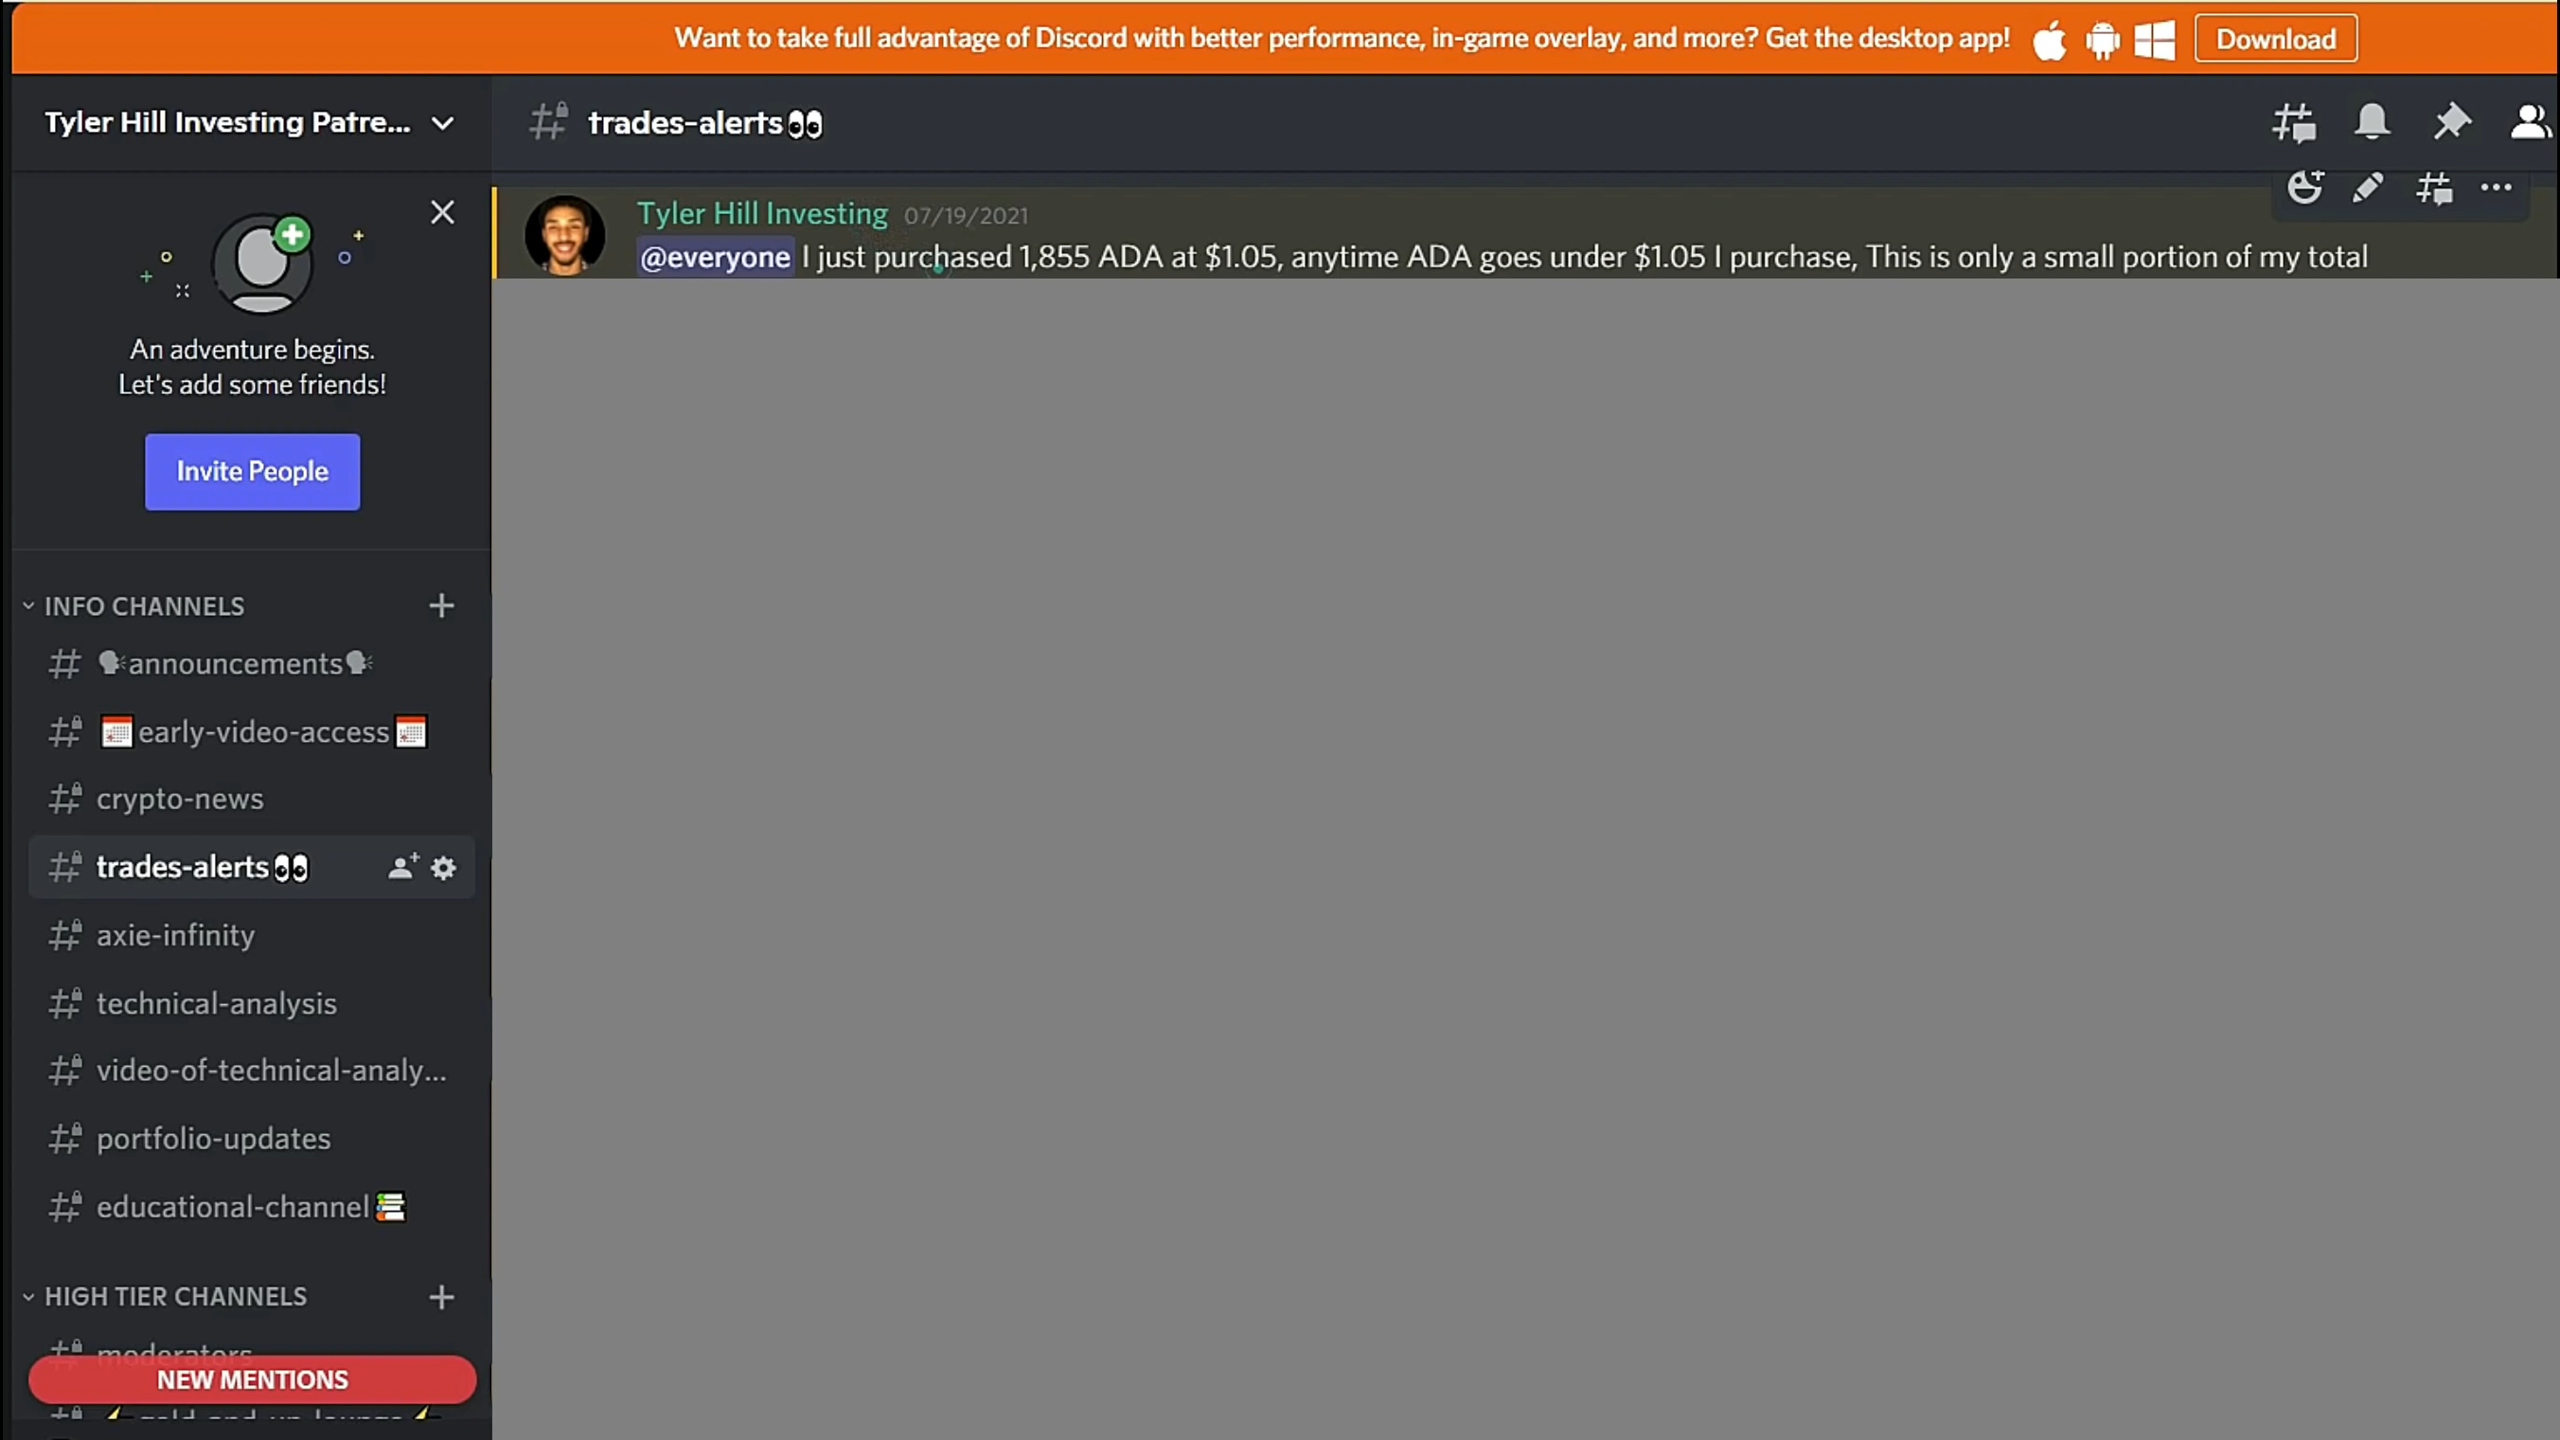 Want to take full advantage of Discord with better performance, in-game overlay, and more? Get the desktop app!
Download
Tyler Hill Investing Patre...
trades-alerts👀
Tyler Hill Investing 07/19/2021
@everyone I just purchased 1,855 ADA at $1.05, anytime ADA goes under $1.05 I purchase, This is only a small portion of my total
An adventure begins.
Let's add some friends!
Invite People
INFO CHANNELS
🗣announcements🗣
📅early-video-access📅
crypto-news
trades-alerts👀
axie-infinity
technical-analysis
video-of-technical-analy...
portfolio-updates
educational-channel📚
HIGH TIER CHANNELS
moderators
NEW MENTIONS